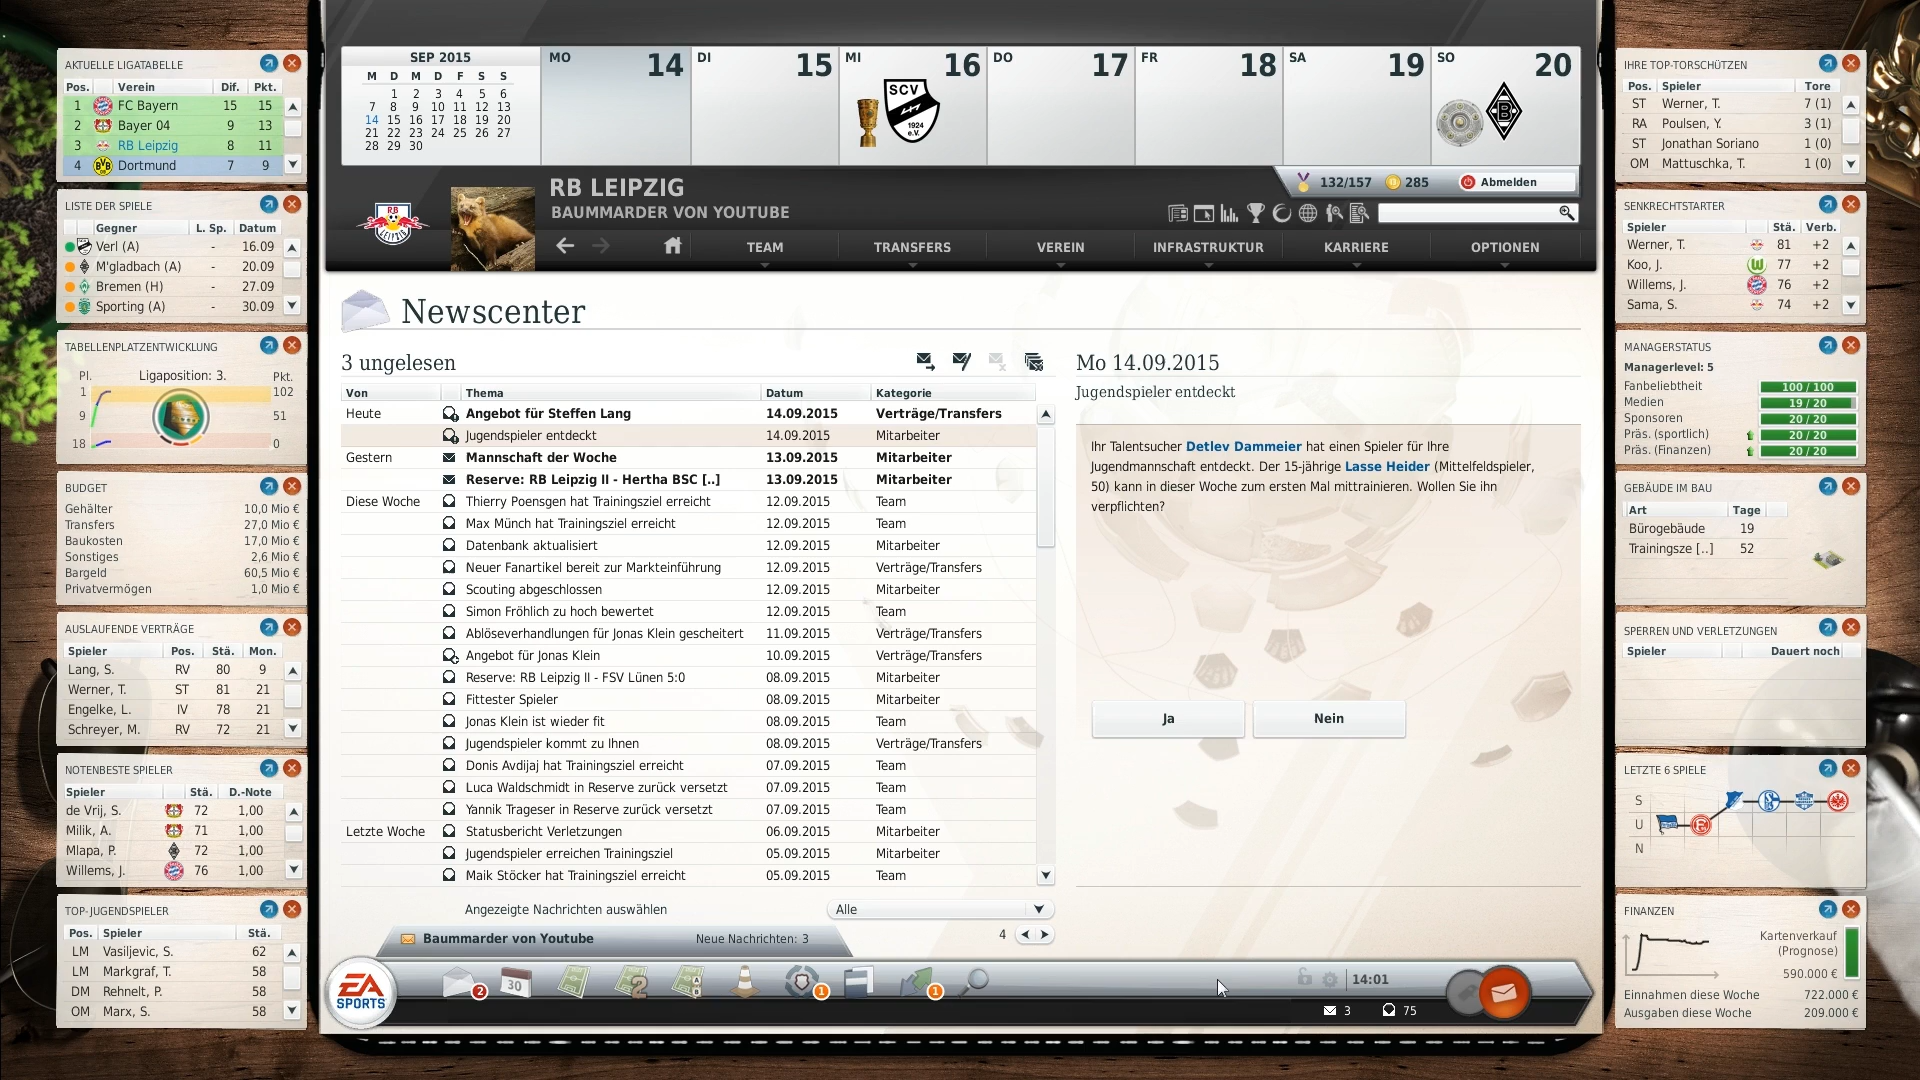 AKTUELLE LIGATABELLE
Pos. Verein Dif. Pkt.
1 FC Bayern 15 15
2 Bayer 04 9 13
3 RB Leipzig 8 11
4 Dortmund 7 9
LISTE DER SPIELE
Gegner L. Sp. Datum
Verl (A) - 16.09
M'gladbach (A) - 20.09
Bremen (H) - 27.09
Sporting (A) - 30.09
TABELLENPLATZENTWICKLUNG
Pl. Ligaposition: 3. Pkt.
1 102
9 51
18 0
BUDGET
Gehälter 10,0 Mio €
Transfers 27,0 Mio €
Baukosten 17,0 Mio €
Sonstiges 2,6 Mio €
Bargeld 60,5 Mio €
Privatvermögen 1,0 Mio €
AUSLAUFENDE VERTRÄGE
Spieler Pos. Stä. Mon.
Lang, S. RV 80 9
Werner, T. ST 81 21
Engelke, L. IV 78 21
Schreyer, M. RV 72 21
NOTENBESTE SPIELER
Spieler Stä. D.-Note
de Vrij, S. 72 1,00
Milik, A. 71 1,00
Mlapa, P. 72 1,00
Willems, J. 76 1,00
TOP-JUGENDSPIELER
Pos. Spieler Stä.
LM Vasiljevic, S. 62
LM Markgraf, T. 58
DM Rehnelt, P. 58
OM Marx, S. 58
SEP 2015
M D M D F S S
1 2 3 4 5 6
7 8 9 10 11 12 13
14 15 16 17 18 19 20
21 22 23 24 25 26 27
28 29 30
MO 14
DI 15
MI 16
SCV
1924
e.V.
DO 17
FR 18
SA 19
SO 20
132/157 285 Abmelden
RB LEIPZIG
BAUMMARDER VON YOUTUBE
RB
LEIPZIG
TEAM TRANSFERS VEREIN INFRASTRUKTUR KARRIERE OPTIONEN
Newscenter
3 ungelesen
Von Thema Datum Kategorie
Heute Angebot für Steffen Lang 14.09.2015 Verträge/Transfers
Jugendspieler entdeckt 14.09.2015 Mitarbeiter
Gestern Mannschaft der Woche 13.09.2015 Mitarbeiter
Reserve: RB Leipzig II - Hertha BSC [..] 13.09.2015 Mitarbeiter
Diese Woche Thierry Poensgen hat Trainingsziel erreicht 12.09.2015 Team
Max Münch hat Trainingsziel erreicht 12.09.2015 Team
Datenbank aktualisiert 12.09.2015 Mitarbeiter
Neuer Fanartikel bereit zur Markteinführung 12.09.2015 Verträge/Transfers
Scouting abgeschlossen 12.09.2015 Mitarbeiter
Simon Fröhlich zu hoch bewertet 12.09.2015 Team
Ablöseverhandlungen für Jonas Klein gescheitert 11.09.2015 Verträge/Transfers
Angebot für Jonas Klein 10.09.2015 Verträge/Transfers
Reserve: RB Leipzig II - FSV Lünen 5:0 08.09.2015 Mitarbeiter
Fittester Spieler 08.09.2015 Mitarbeiter
Jonas Klein ist wieder fit 08.09.2015 Team
Jugendspieler kommt zu Ihnen 08.09.2015 Verträge/Transfers
Donis Avdijaj hat Trainingsziel erreicht 07.09.2015 Team
Luca Waldschmidt in Reserve zurück versetzt 07.09.2015 Team
Yannik Trageser in Reserve zurück versetzt 07.09.2015 Team
Letzte Woche Statusbericht Verletzungen 06.09.2015 Mitarbeiter
Jugendspieler erreichen Trainingsziel 05.09.2015 Mitarbeiter
Maik Stöcker hat Trainingsziel erreicht 05.09.2015 Team
Angezeigte Nachrichten auswählen Alle
4
Mo 14.09.2015
Jugendspieler entdeckt
Ihr Talentsucher Detlev Dammeier hat einen Spieler für Ihre
Jugendmannschaft entdeckt. Der 15-jährige Lasse Heider (Mittelfeldspieler,
50) kann in dieser Woche zum ersten Mal mittrainieren. Wollen Sie ihn
verpflichten?
Ja Nein
Baummarder von Youtube Neue Nachrichten: 3
EA
SPORTS
2 30 2 1 1
14:01
3 75
IHRE TOP-TORSCHÜTZEN
Pos. Spieler Tore
ST Werner, T. 7 (1)
RA Poulsen, Y. 3 (1)
ST Jonathan Soriano 1 (0)
OM Mattuschka, T. 1 (0)
SENKRECHTSTARTER
Spieler Stä. Verb.
Werner, T. 81 +2
Koo, J. 77 +2
Willems, J. 76 +2
Sama, S. 74 +2
MANAGERSTATUS
Managerlevel: 5
Fanbeliebtheit 100 / 100
Medien 19 / 20
Sponsoren 20 / 20
Präs. (sportlich) 20 / 20
Präs. (Finanzen) 20 / 20
GEBÄUDE IM BAU
Art Tage
Bürogebäude 19
Trainingsze [..] 52
SPERREN UND VERLETZUNGEN
Spieler Dauert noch
LETZTE 6 SPIELE
S
U
N
FINANZEN
Kartenverkauf
(Prognose)
590.000 €
Einnahmen diese Woche 722.000 €
Ausgaben diese Woche 209.000 €